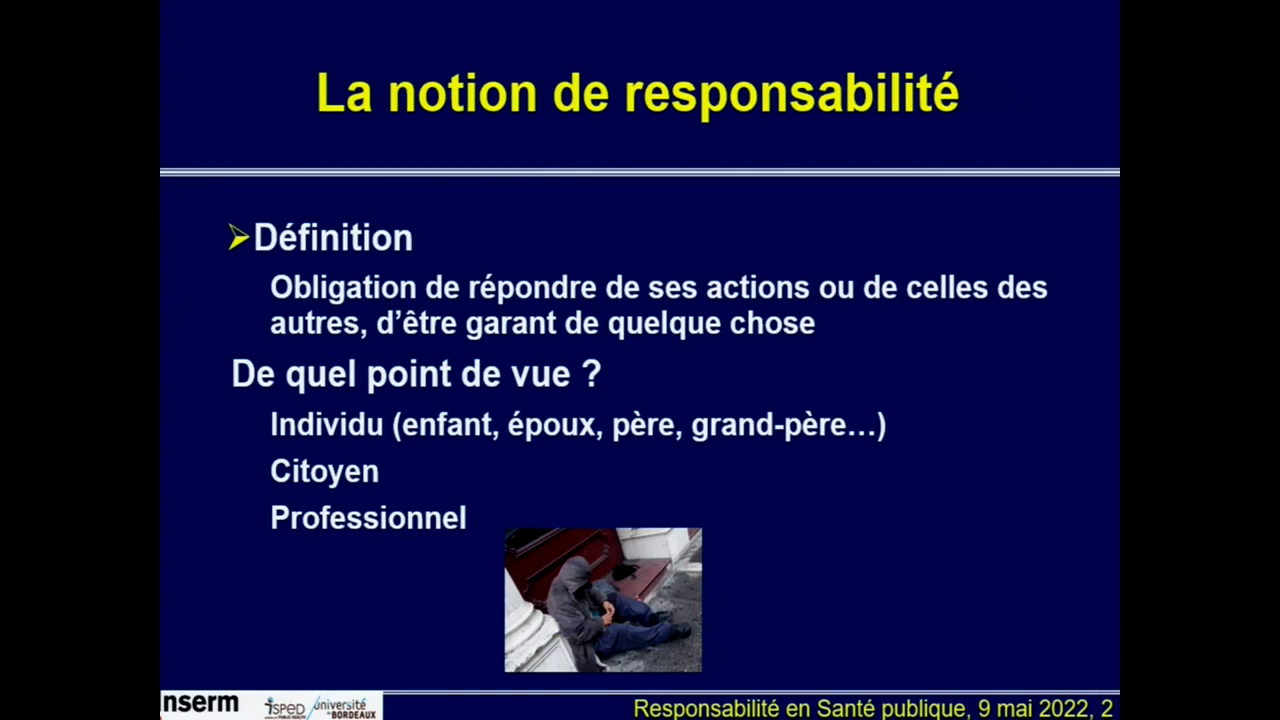 La notion de responsabilité
Définition
Obligation de répondre de ses actions ou de celles des
autres, d’être garant de quelque chose
De quel point de vue ?
Individu (enfant, époux, père, grand-père…)
Citoyen
Professionnel
nserm
isped
université
de BORDEAUX
Responsabilité en Santé publique, 9 mai 2022, 2